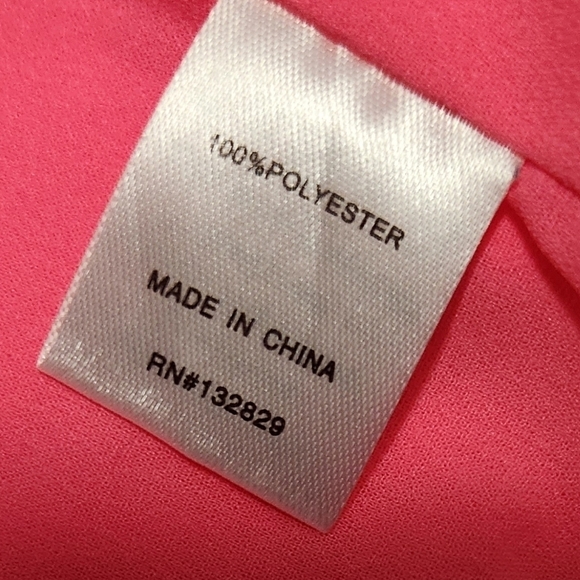 100%POLYESTER
MADE IN CHINA
RN#132829